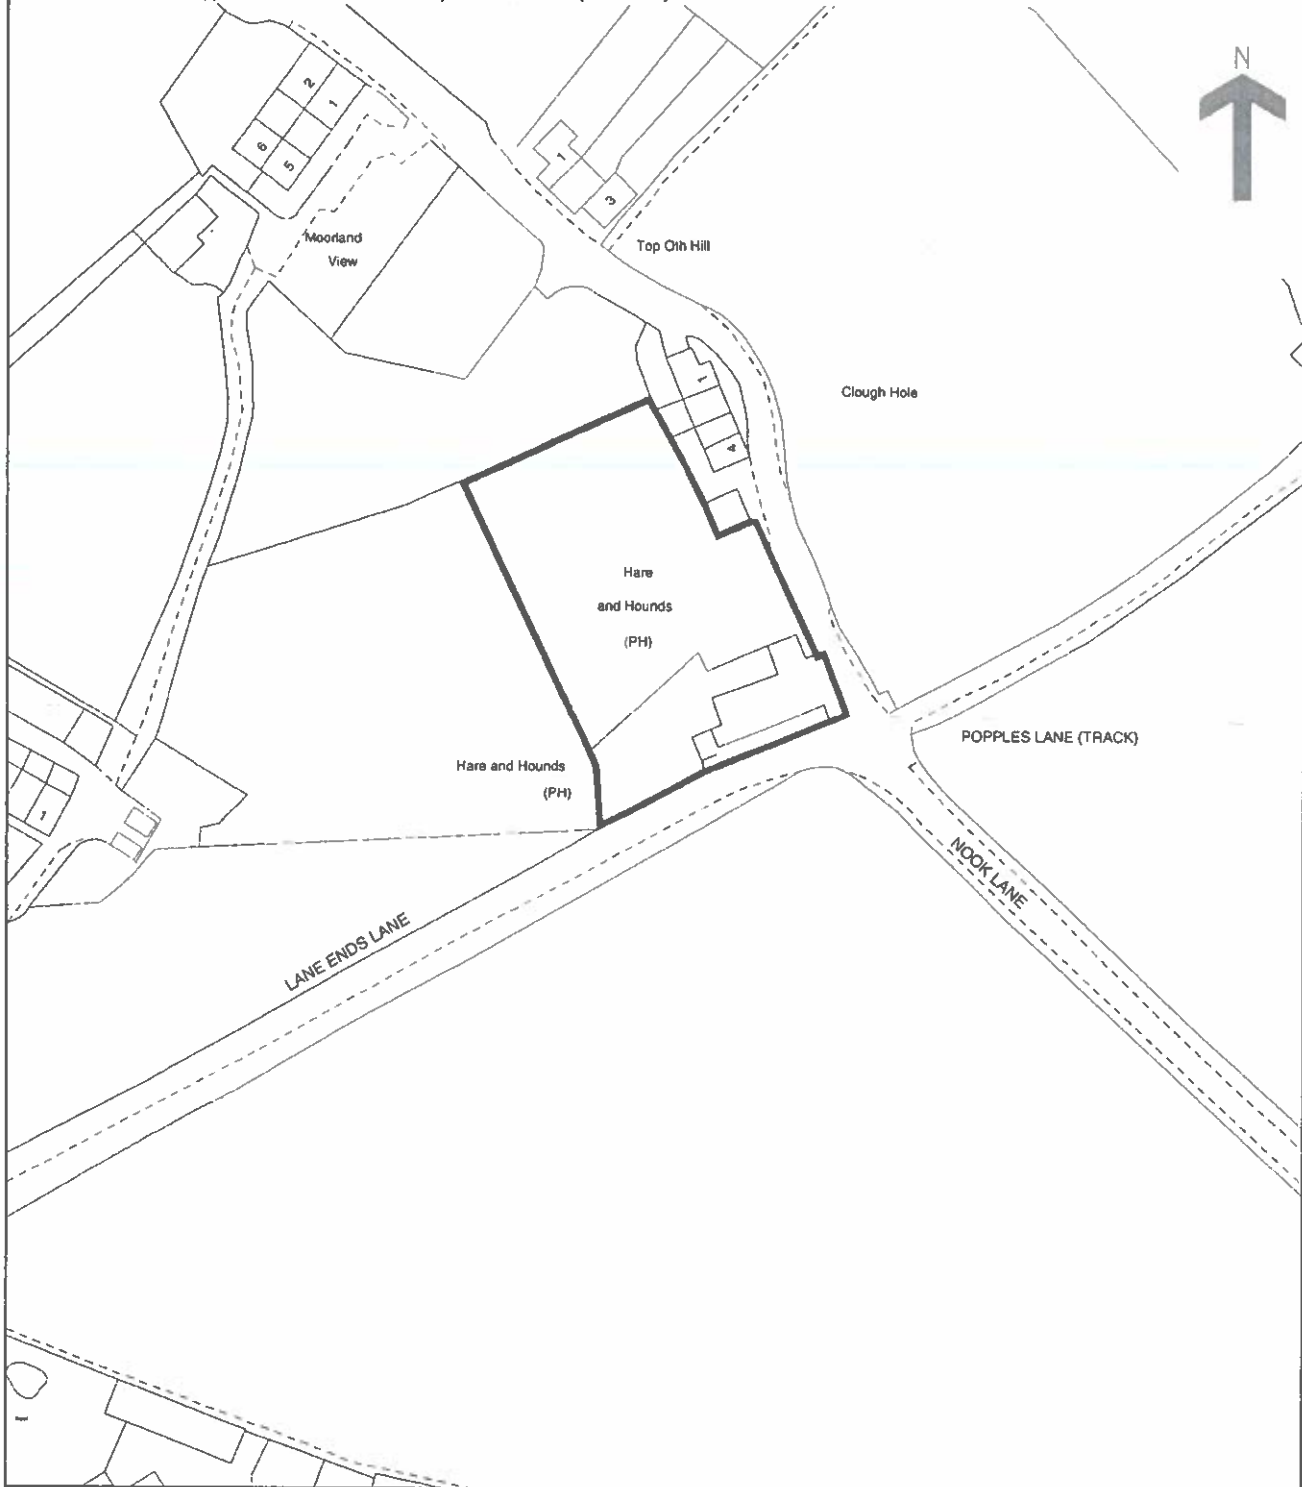 N
2
1
6
5
1
3
Moorland
View
Top Oth Hill
1
4
Clough Hole
Hare
and Hounds
(PH)
Hare and Hounds
(PH)
POPPLES LANE (TRACK)
1
NOOK LANE
LANE ENDS LANE